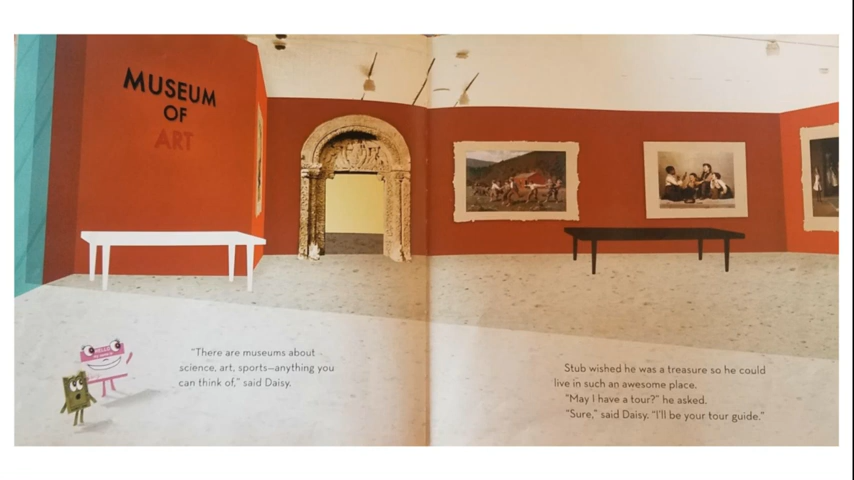 MUSEUM
OF
ART
HELLO
"There are museums about
science, art, sports—anything you
can think of," said Daisy.
Stub wished he was a treasure so he could
live in such an awesome place.
"May I have a tour?" he asked.
"Sure," said Daisy. "I'll be your tour guide."